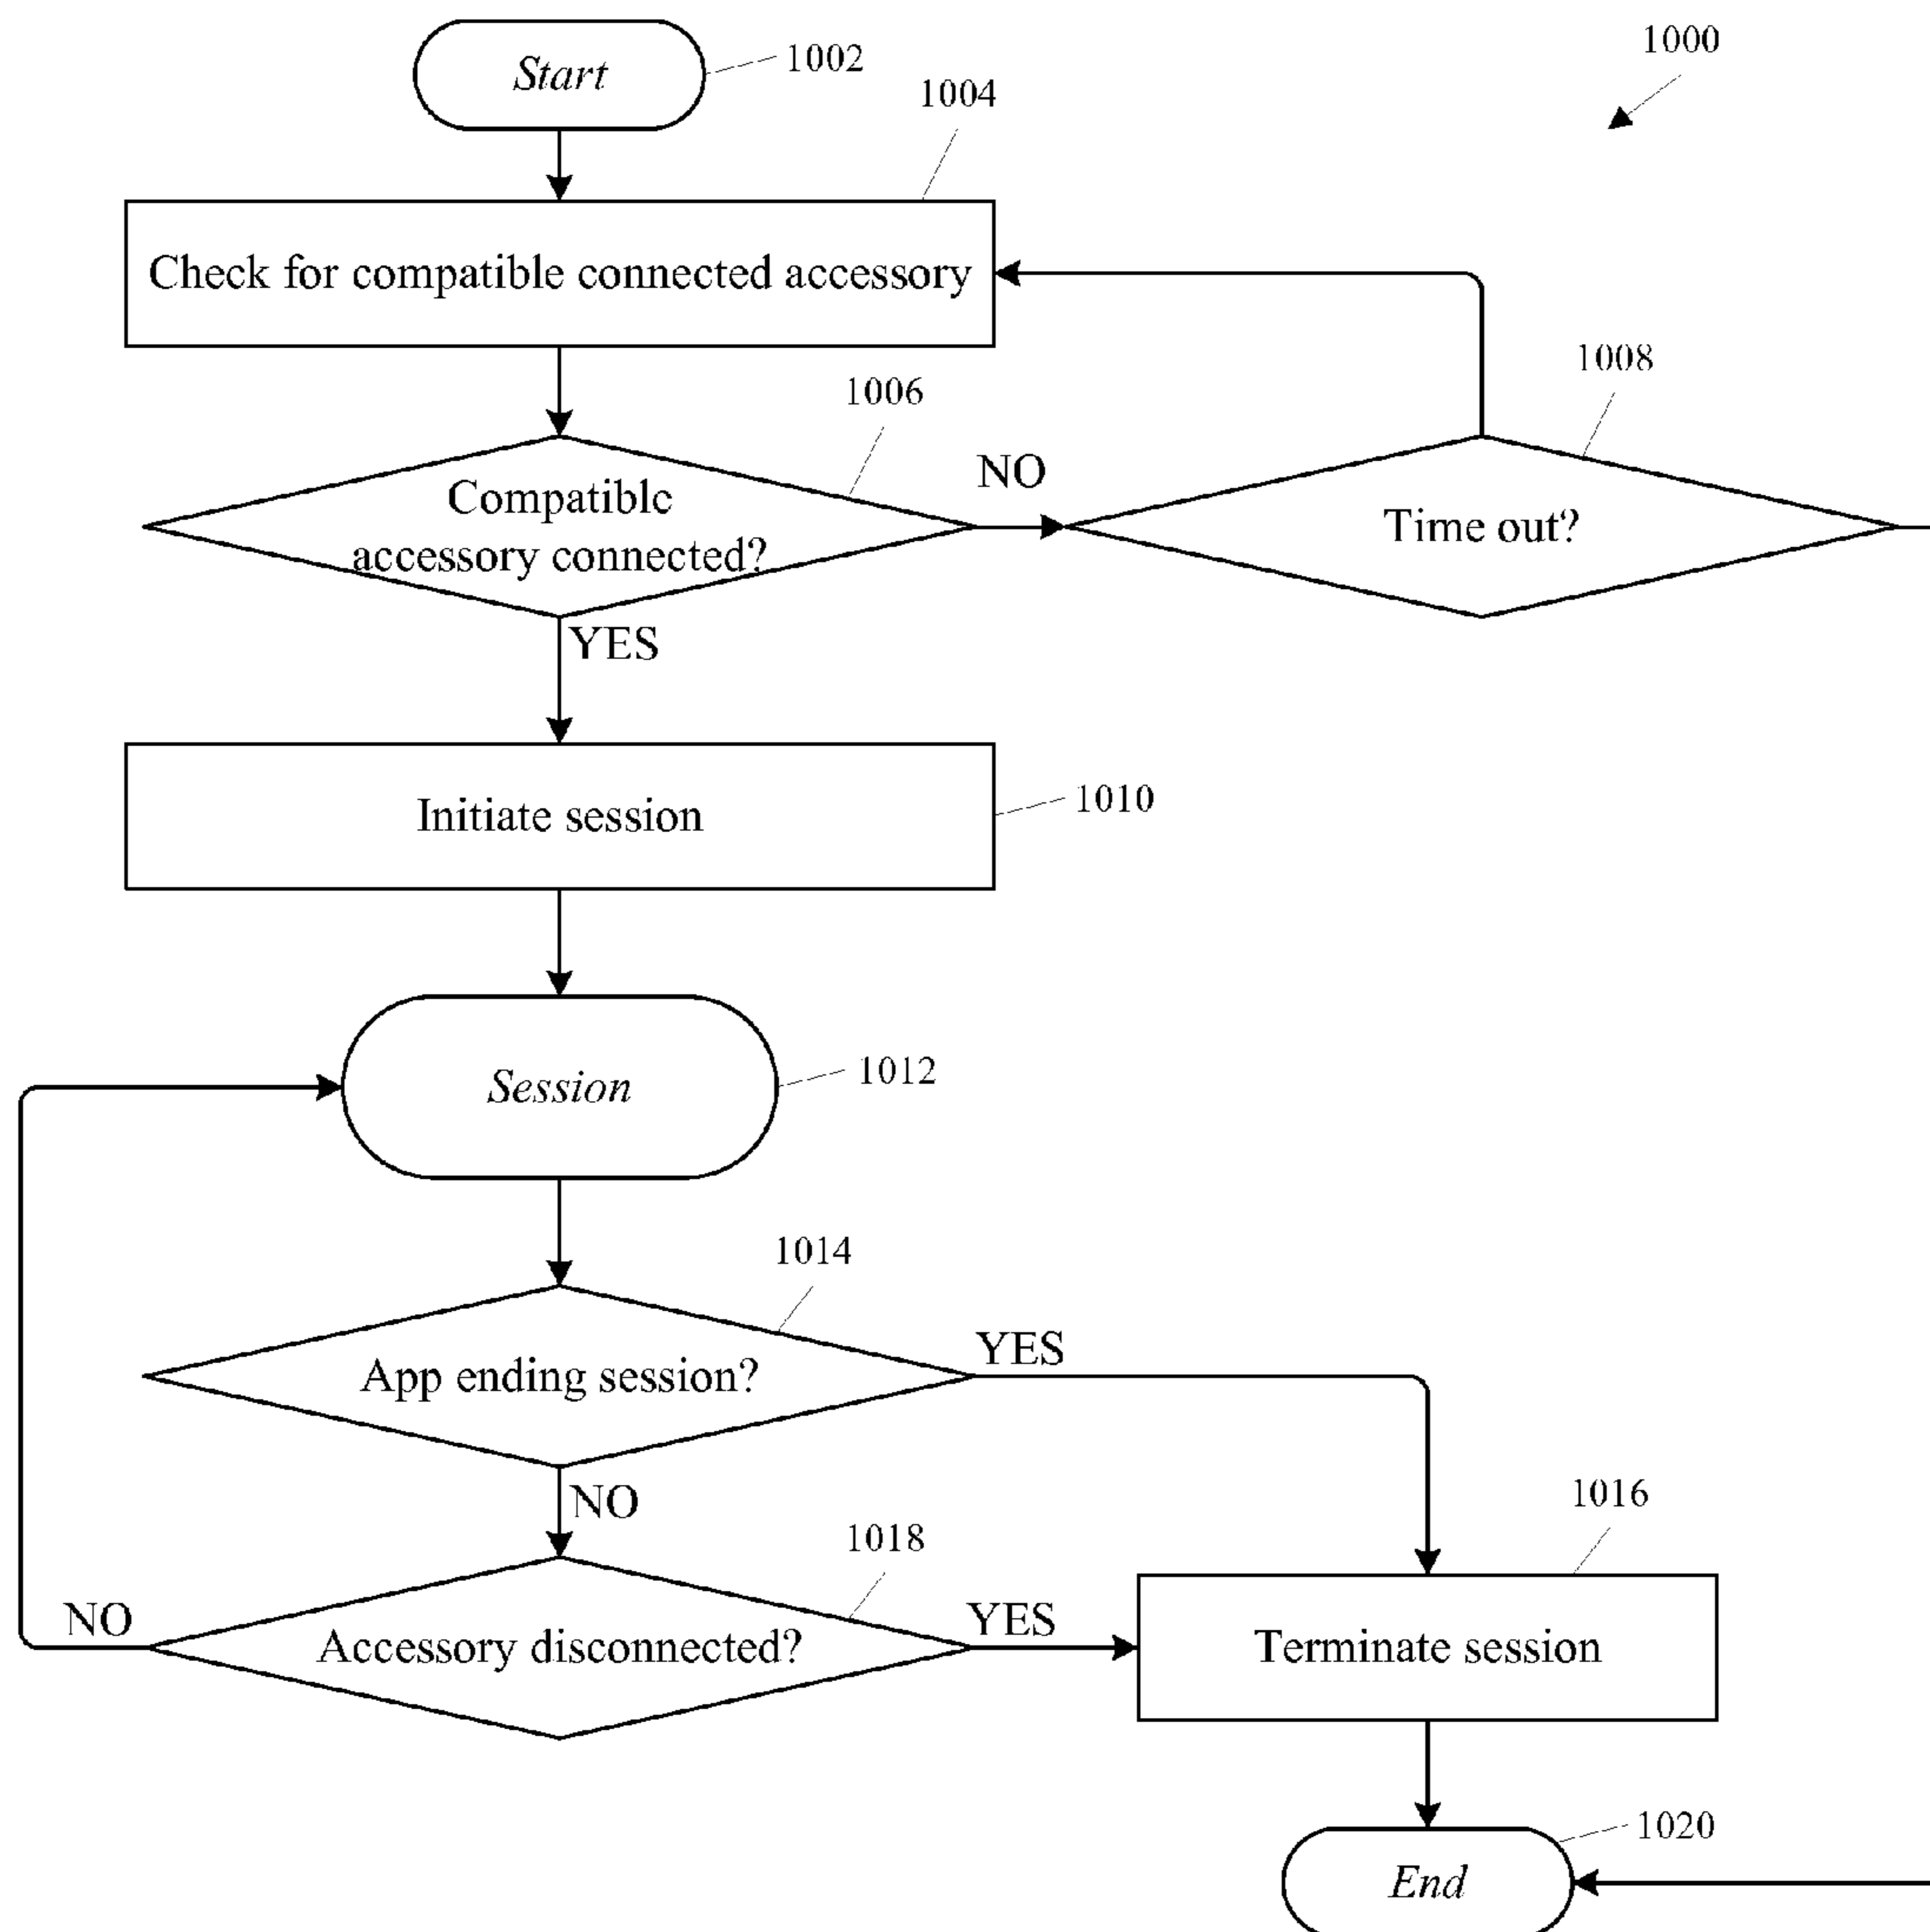 Start
1002
1000
1004
Check for compatible connected accessory
1006
1008
Compatible
accessory connected?
NO
Time out?
YES
Initiate session
1010
Session
1012
1014
App ending session?
YES
NO
1016
1018
NO
Accessory disconnected?
YES
Terminate session
1020
End